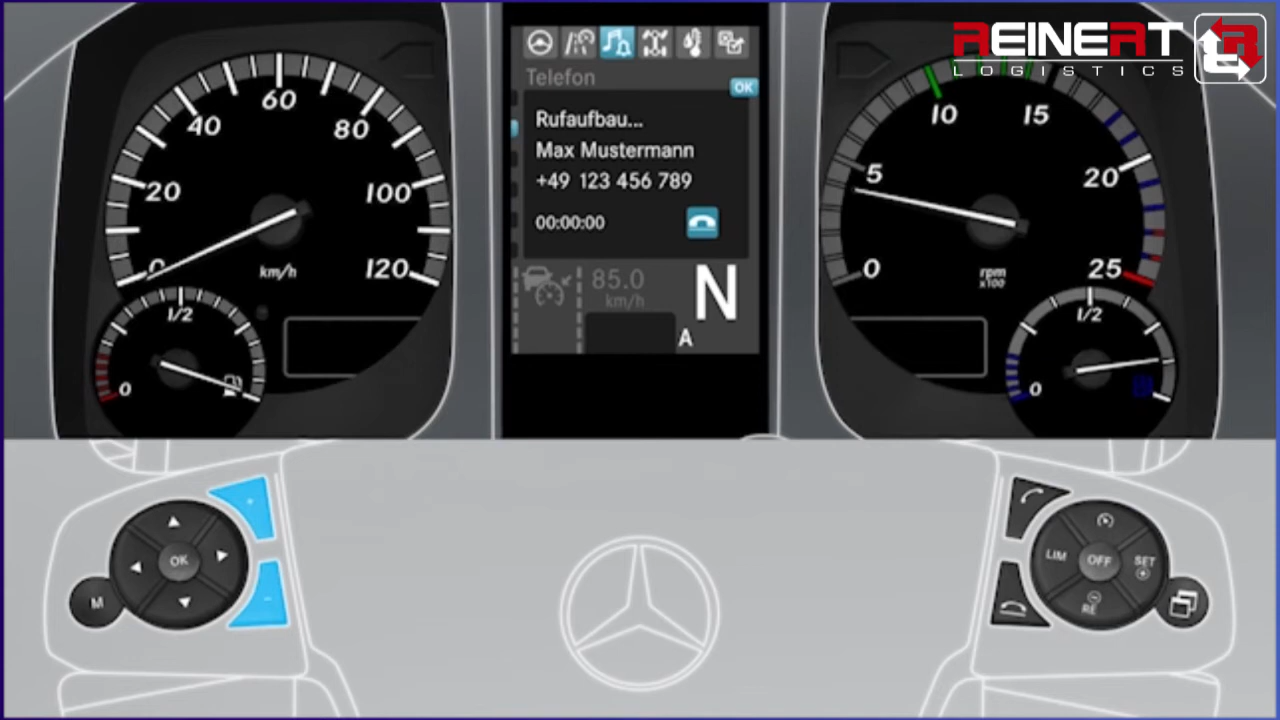 REINERT
LOGISTICS
Telefon
OK
Rufaufbau...
Max Mustermann
+49 123 456 789
00:00:00
85.0
km/h
N
A
0
20
40
60
80
100
120
km/h
0
1/2
0
5
10
15
20
25
rpm
x100
0
1/2
+
OK
M
−
LIM
OFF
SET
+
−
RE